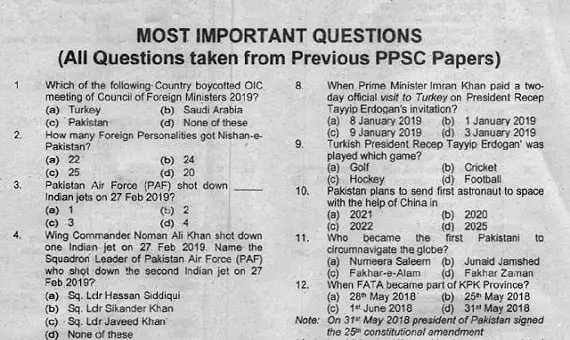 MOST IMPORTANT QUESTIONS
(All Questions taken from Previous PPSC Papers)
1 Which of the following Country boycotted OIC
meeting of Council of Foreign Ministers 2019?
(a) Turkey (b) Saudi Arabia
(c) Pakistan (d) None of these
2. How many Foreign Personalities got Nishan-e-
Pakistan?
(a) 22 (b) 24
(c) 25 (d) 20
3. Pakistan Air Force (PAF) shot down ____
Indian jets on 27 Feb 2019?
(a) 1 (b) 2
(c) 3 (d) 4
4. Wing Commander Noman Ali Khan shot down
one Indian jet on 27 Feb 2019. Name the
Squadron Leader of Pakistan Air Force (PAF)
who shot down the second Indian jet on 27
Feb 2019?
(a) Sq. Ldr Hassan Siddiqui
(b) Sq. Ldr Sikander Khan
(c) Sq. Ldr Javeed Khan
(d) None of these
8. When Prime Minister Imran Khan paid a two-
day official visit to Turkey on President Recep
Tayyip Erdogan's invitation?
(a) 8 January 2019 (b) 1 January 2019
(c) 9 January 2019 (d) 3 January 2019
9. Turkish President Recep Tayyip Erdogan' was
played which game?
(a) Golf (b) Cricket
(c) Hockey (d) Football
10. Pakistan plans to send first astronaut to space
with the help of China in
(a) 2021 (b) 2020
(c) 2022 (d) 2025
11. Who became the first Pakistani to
circumnavigate the globe?
(a) Numeera Saleem (b) Junaid Jamshed
(c) Fakhar-e-Alam (d) Fakhar Zaman
12. When FATA became part of KPK Province?
(a) 28th May 2018 (b) 25th May 2018
(c) 1st June 2018 (d) 31st May 2018
Note: On 31st May 2018 president of Pakistan signed
the 25th constitutional amendment